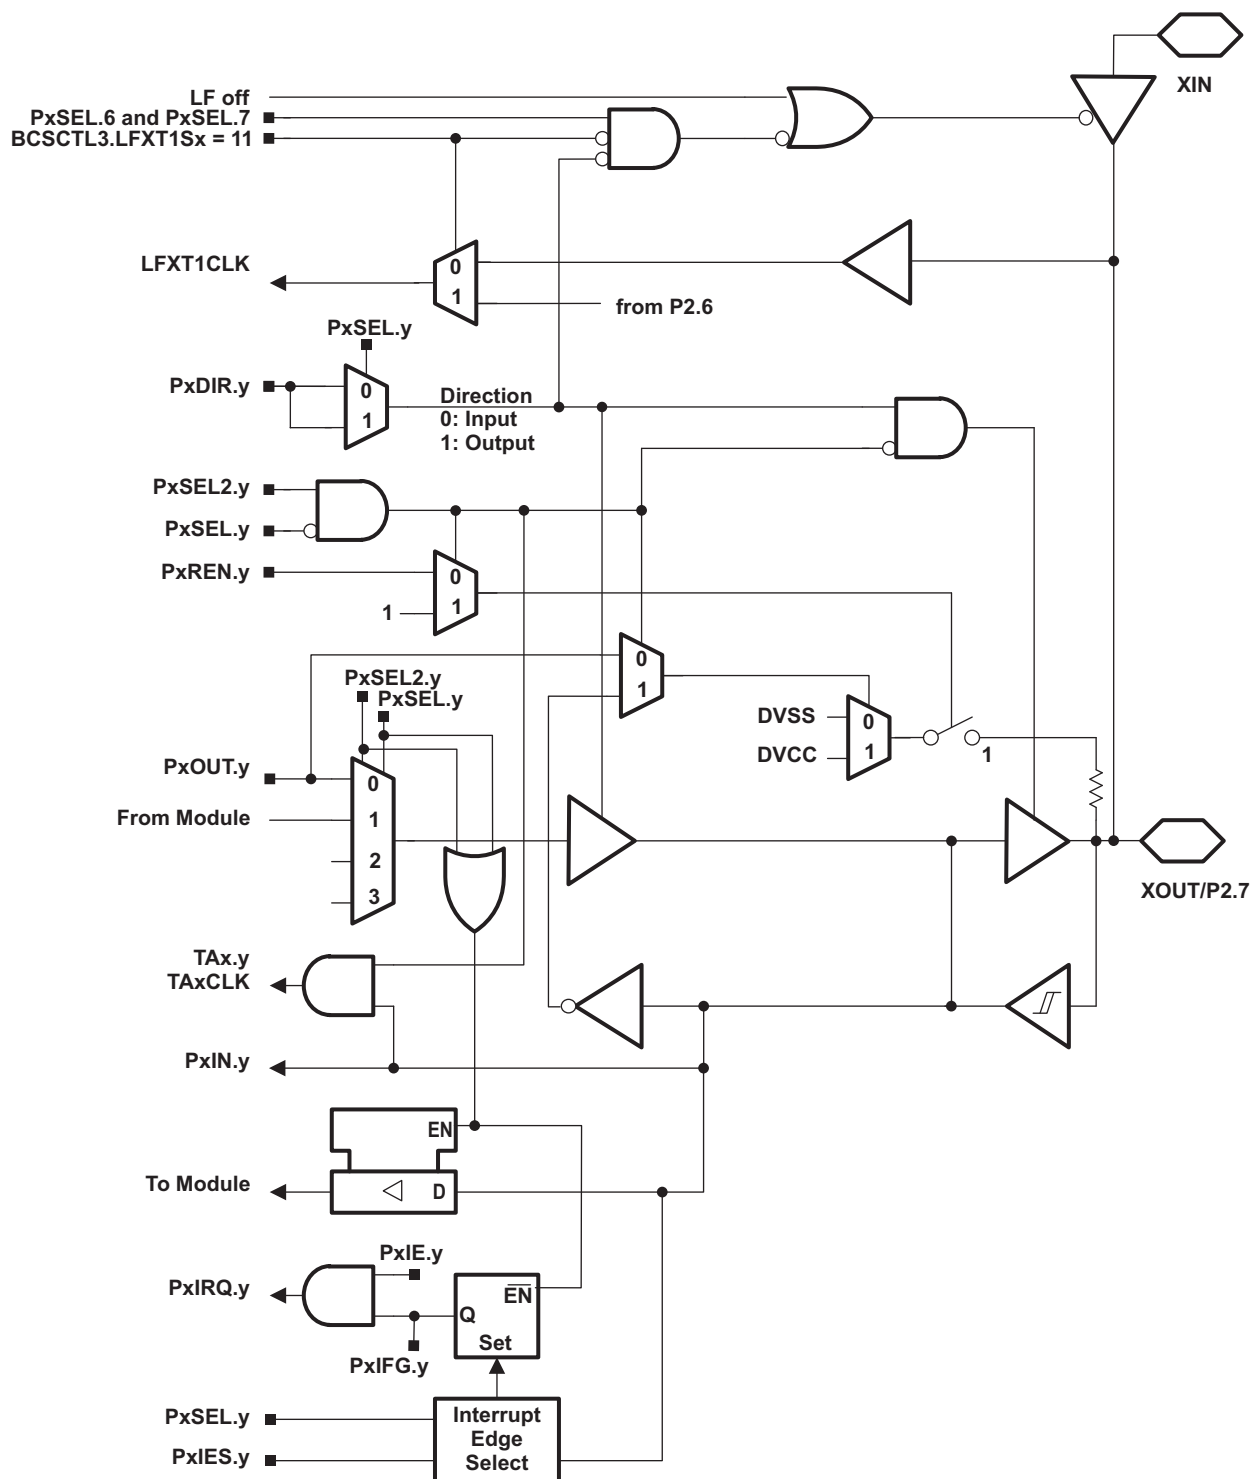 XIN
LF off
PxSEL.6 and PxSEL.7
BCSCTL3.LFXT1Sx = 11
LFXT1CLK
0
1
from P2.6
PxSEL.y
PxDIR.y
0
1
Direction
0: Input
1: Output
PxSEL2.y
PxSEL.y
PxREN.y
0
1
1
0
1
PxSEL2.y
PxSEL.y
DVSS
DVCC
0
1
1
PxOUT.y
From Module
0
1
2
3
XOUT/P2.7
TAx.y
TAxCLK
PxIN.y
EN
To Module
D
PxIE.y
PxIRQ.y
EN
Q
Set
PxIFG.y
PxSEL.y
PxIES.y
Interrupt
Edge
Select